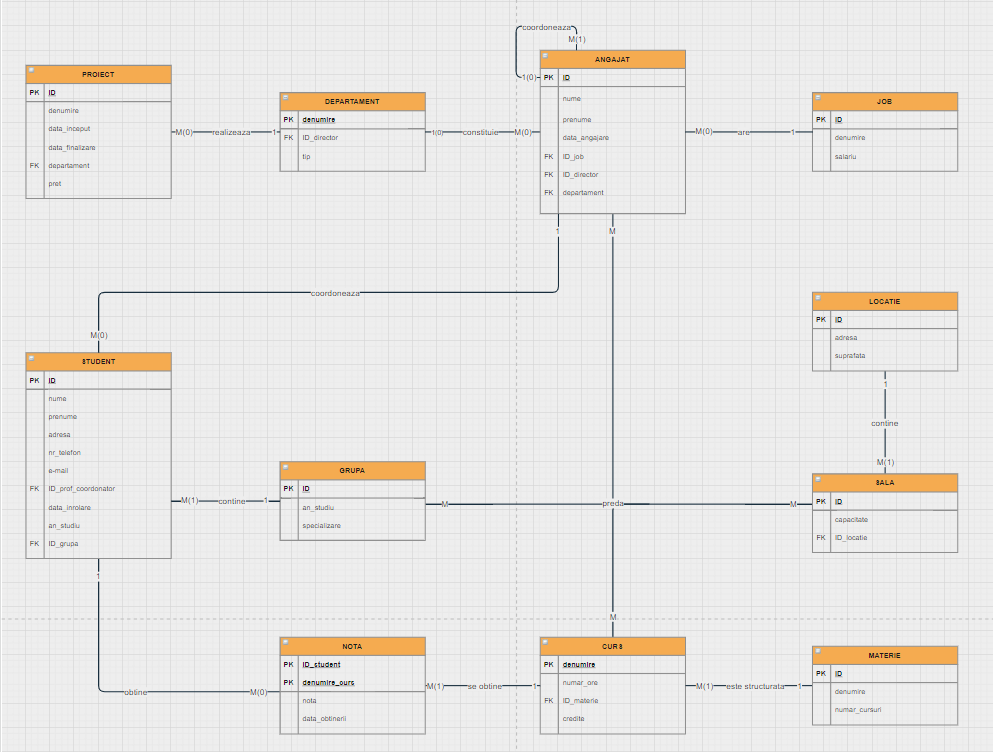 coordoneaza
M(1)
1(0)
PROIECT
PK ID
denumire
data_inceput
data_finalizare
FK departament
pret
M(0) realizeaza 1
DEPARTAMENT
PK denumire
FK ID_director
tip
1(0) constituie M(0)
ANGAJAT
PK ID
nume
prenume
data_angajare
FK ID_job
FK ID_director
FK departament
M(0) are 1
JOB
PK ID
denumire
salariu
1
M
coordoneaza
M(0)
LOCATIE
PK ID
adresa
suprafata
1
contine
M(1)
STUDENT
PK ID
nume
prenume
adresa
nr_telefon
e-mail
FK ID_prof_coordonator
data_inrolare
an_studiu
FK ID_grupa
M(1) contine 1
GRUPA
PK ID
an_studiu
specializare
M preda M
SALA
PK ID
capacitate
FK ID_locatie
1
M
obtine M(0)
NOTA
PK ID_student
PK denumire_curs
nota
data_obtinerii
M(1) se obtine 1
CURS
PK denumire
numar_ore
FK ID_materie
credite
M(1) este structurata 1
MATERIE
PK ID
denumire
numar_cursuri